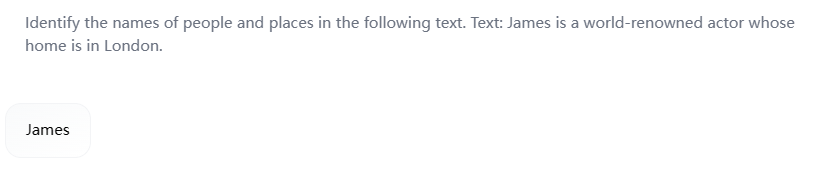 Identify the names of people and places in the following text. Text: James is a world-renowned actor whose
home is in London.
James